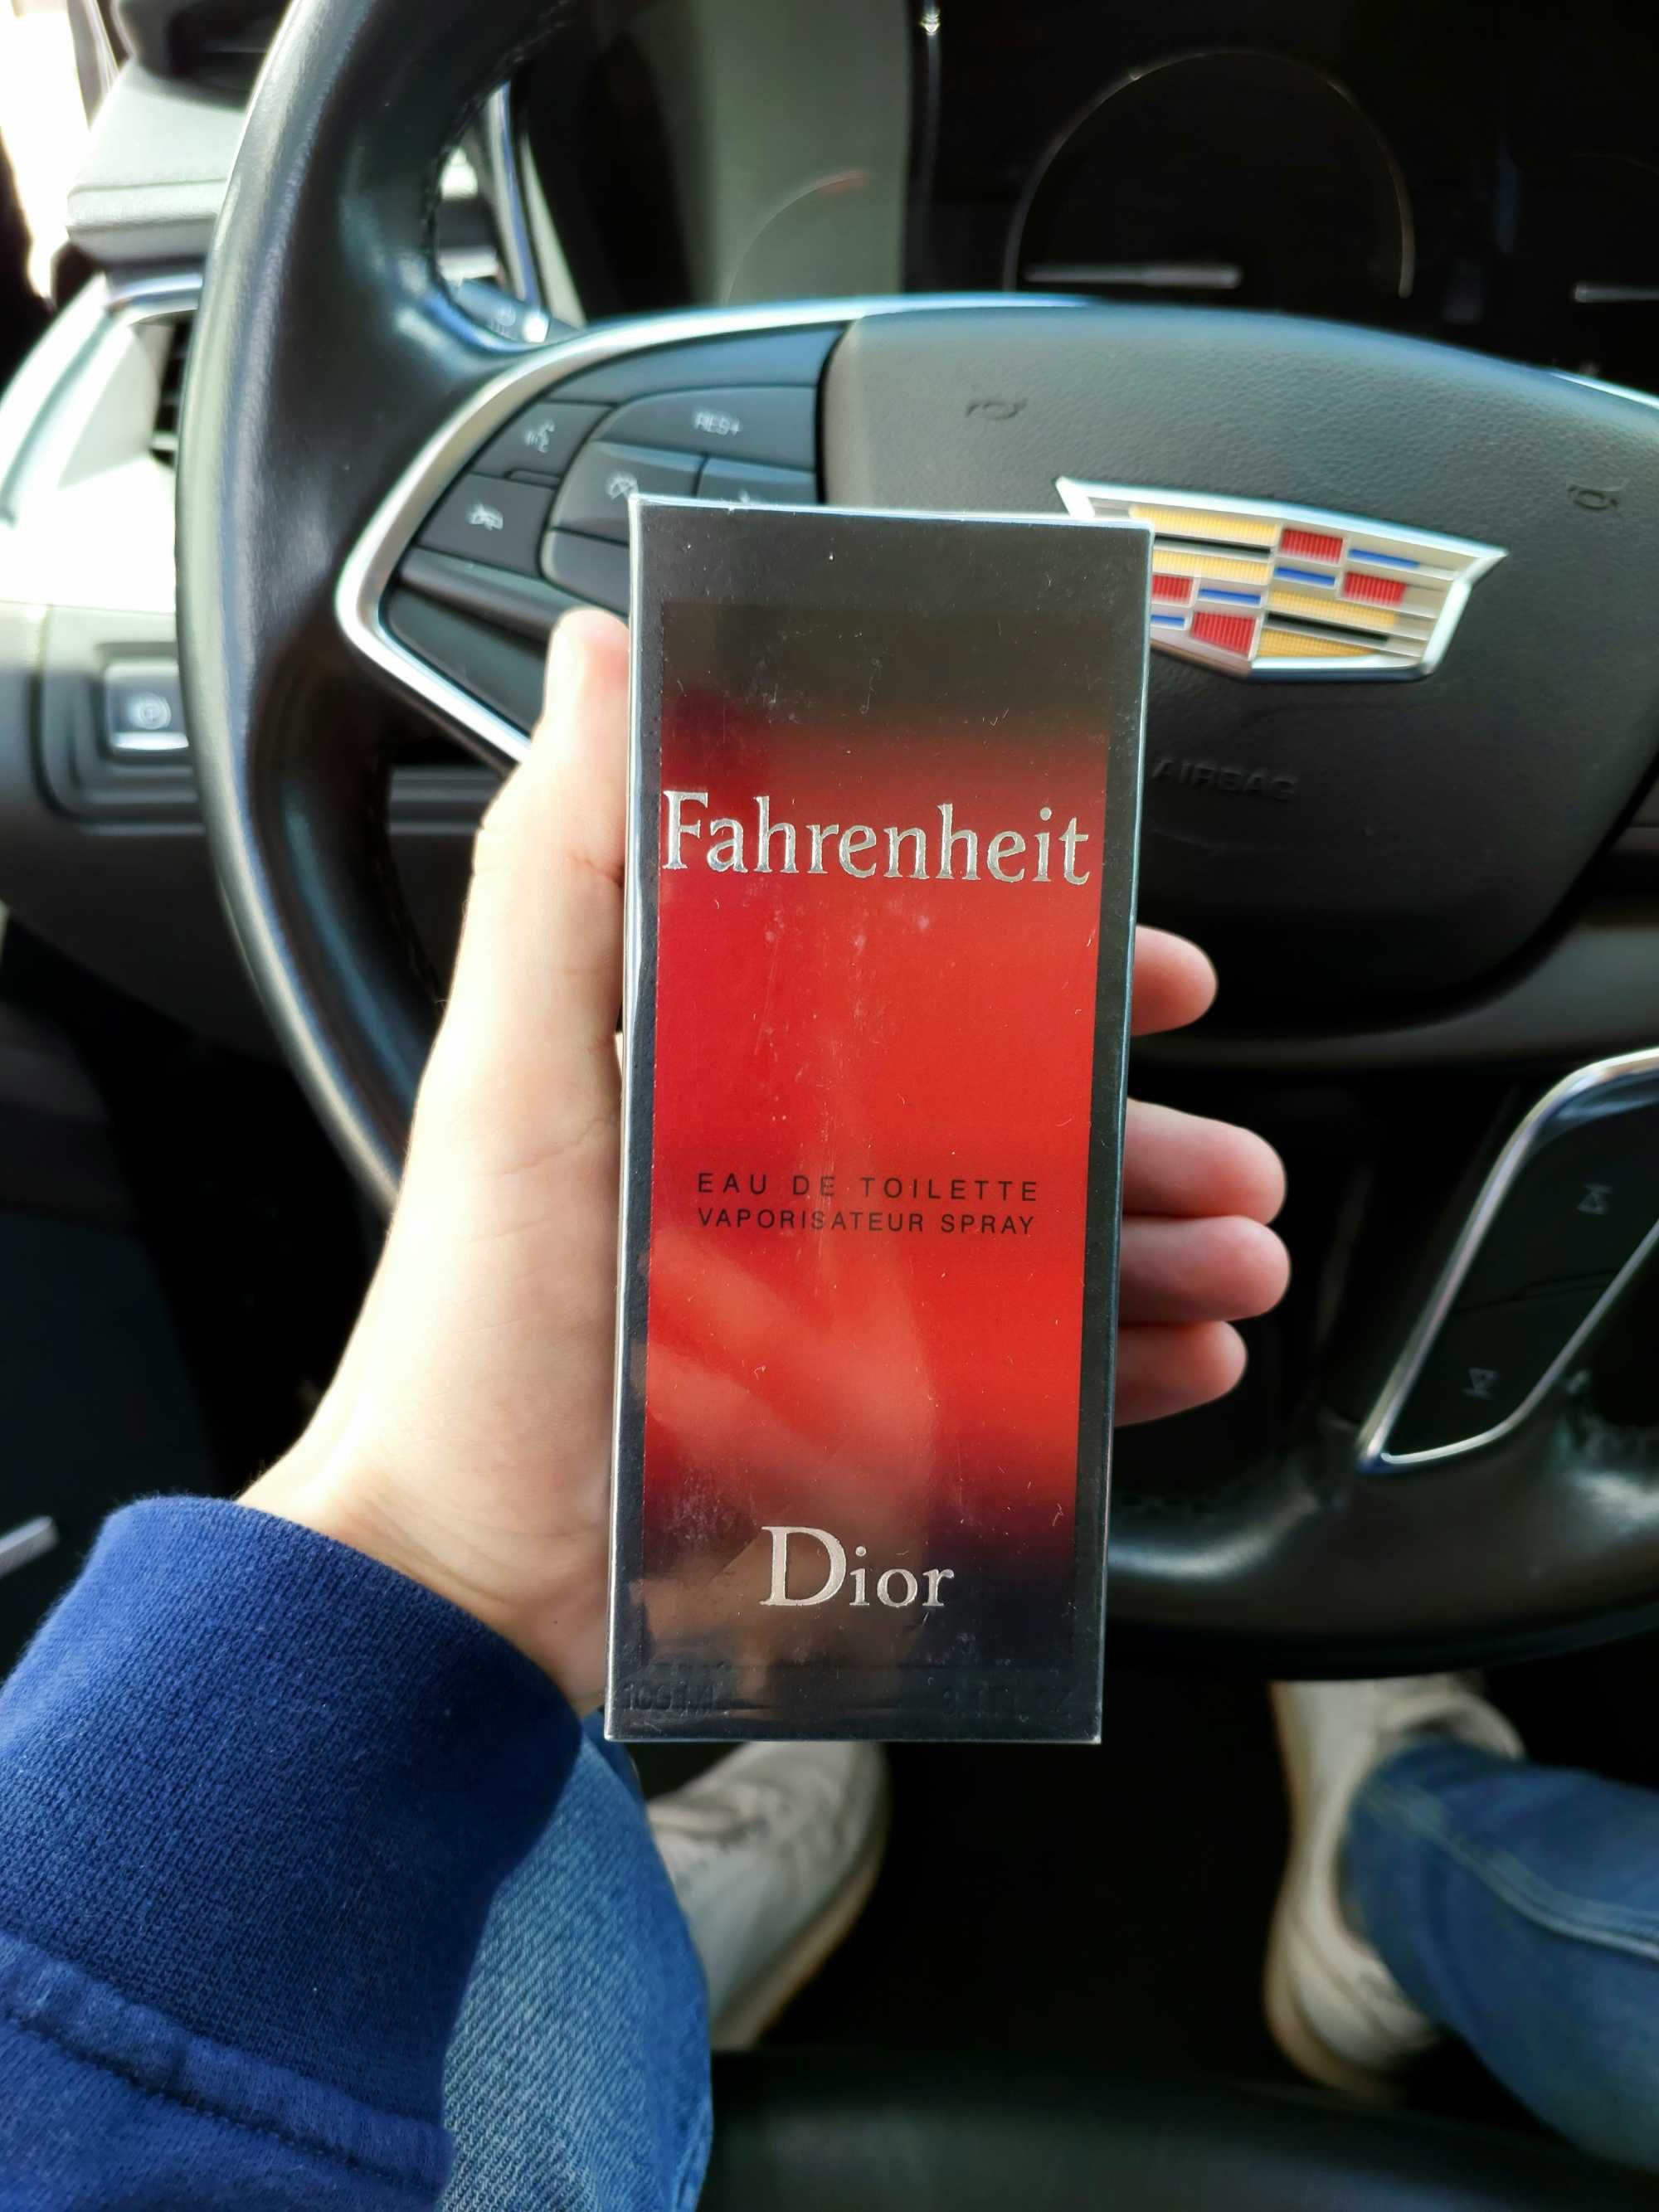 RES+
AIRBAG
Fahrenheit
EAU DE TOILETTE
VAPORISATEUR SPRAY
Dior